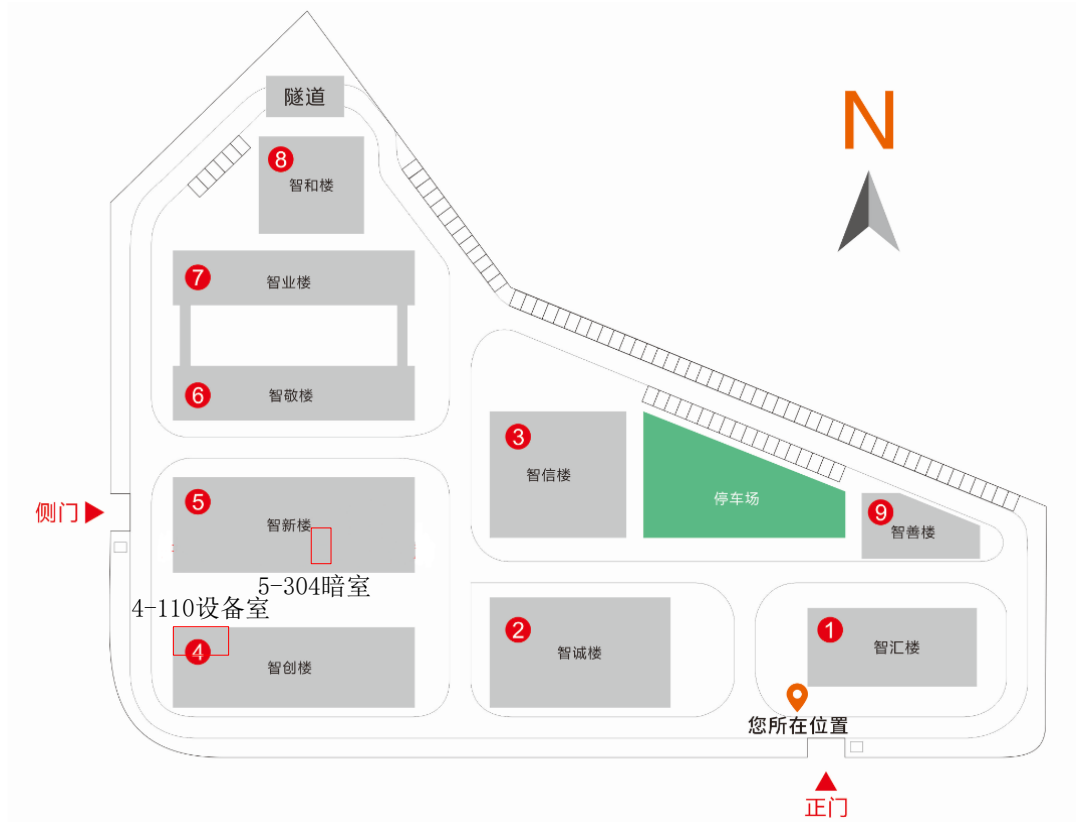 隧道
N
8
智和楼
7
智业楼
6
智敬楼
3
智信楼
停车场
5
智新楼
侧门
9
智善楼
5-304暗室
4-110设备室
2
智诚楼
1
智汇楼
4
智创楼
您所在位置
正门